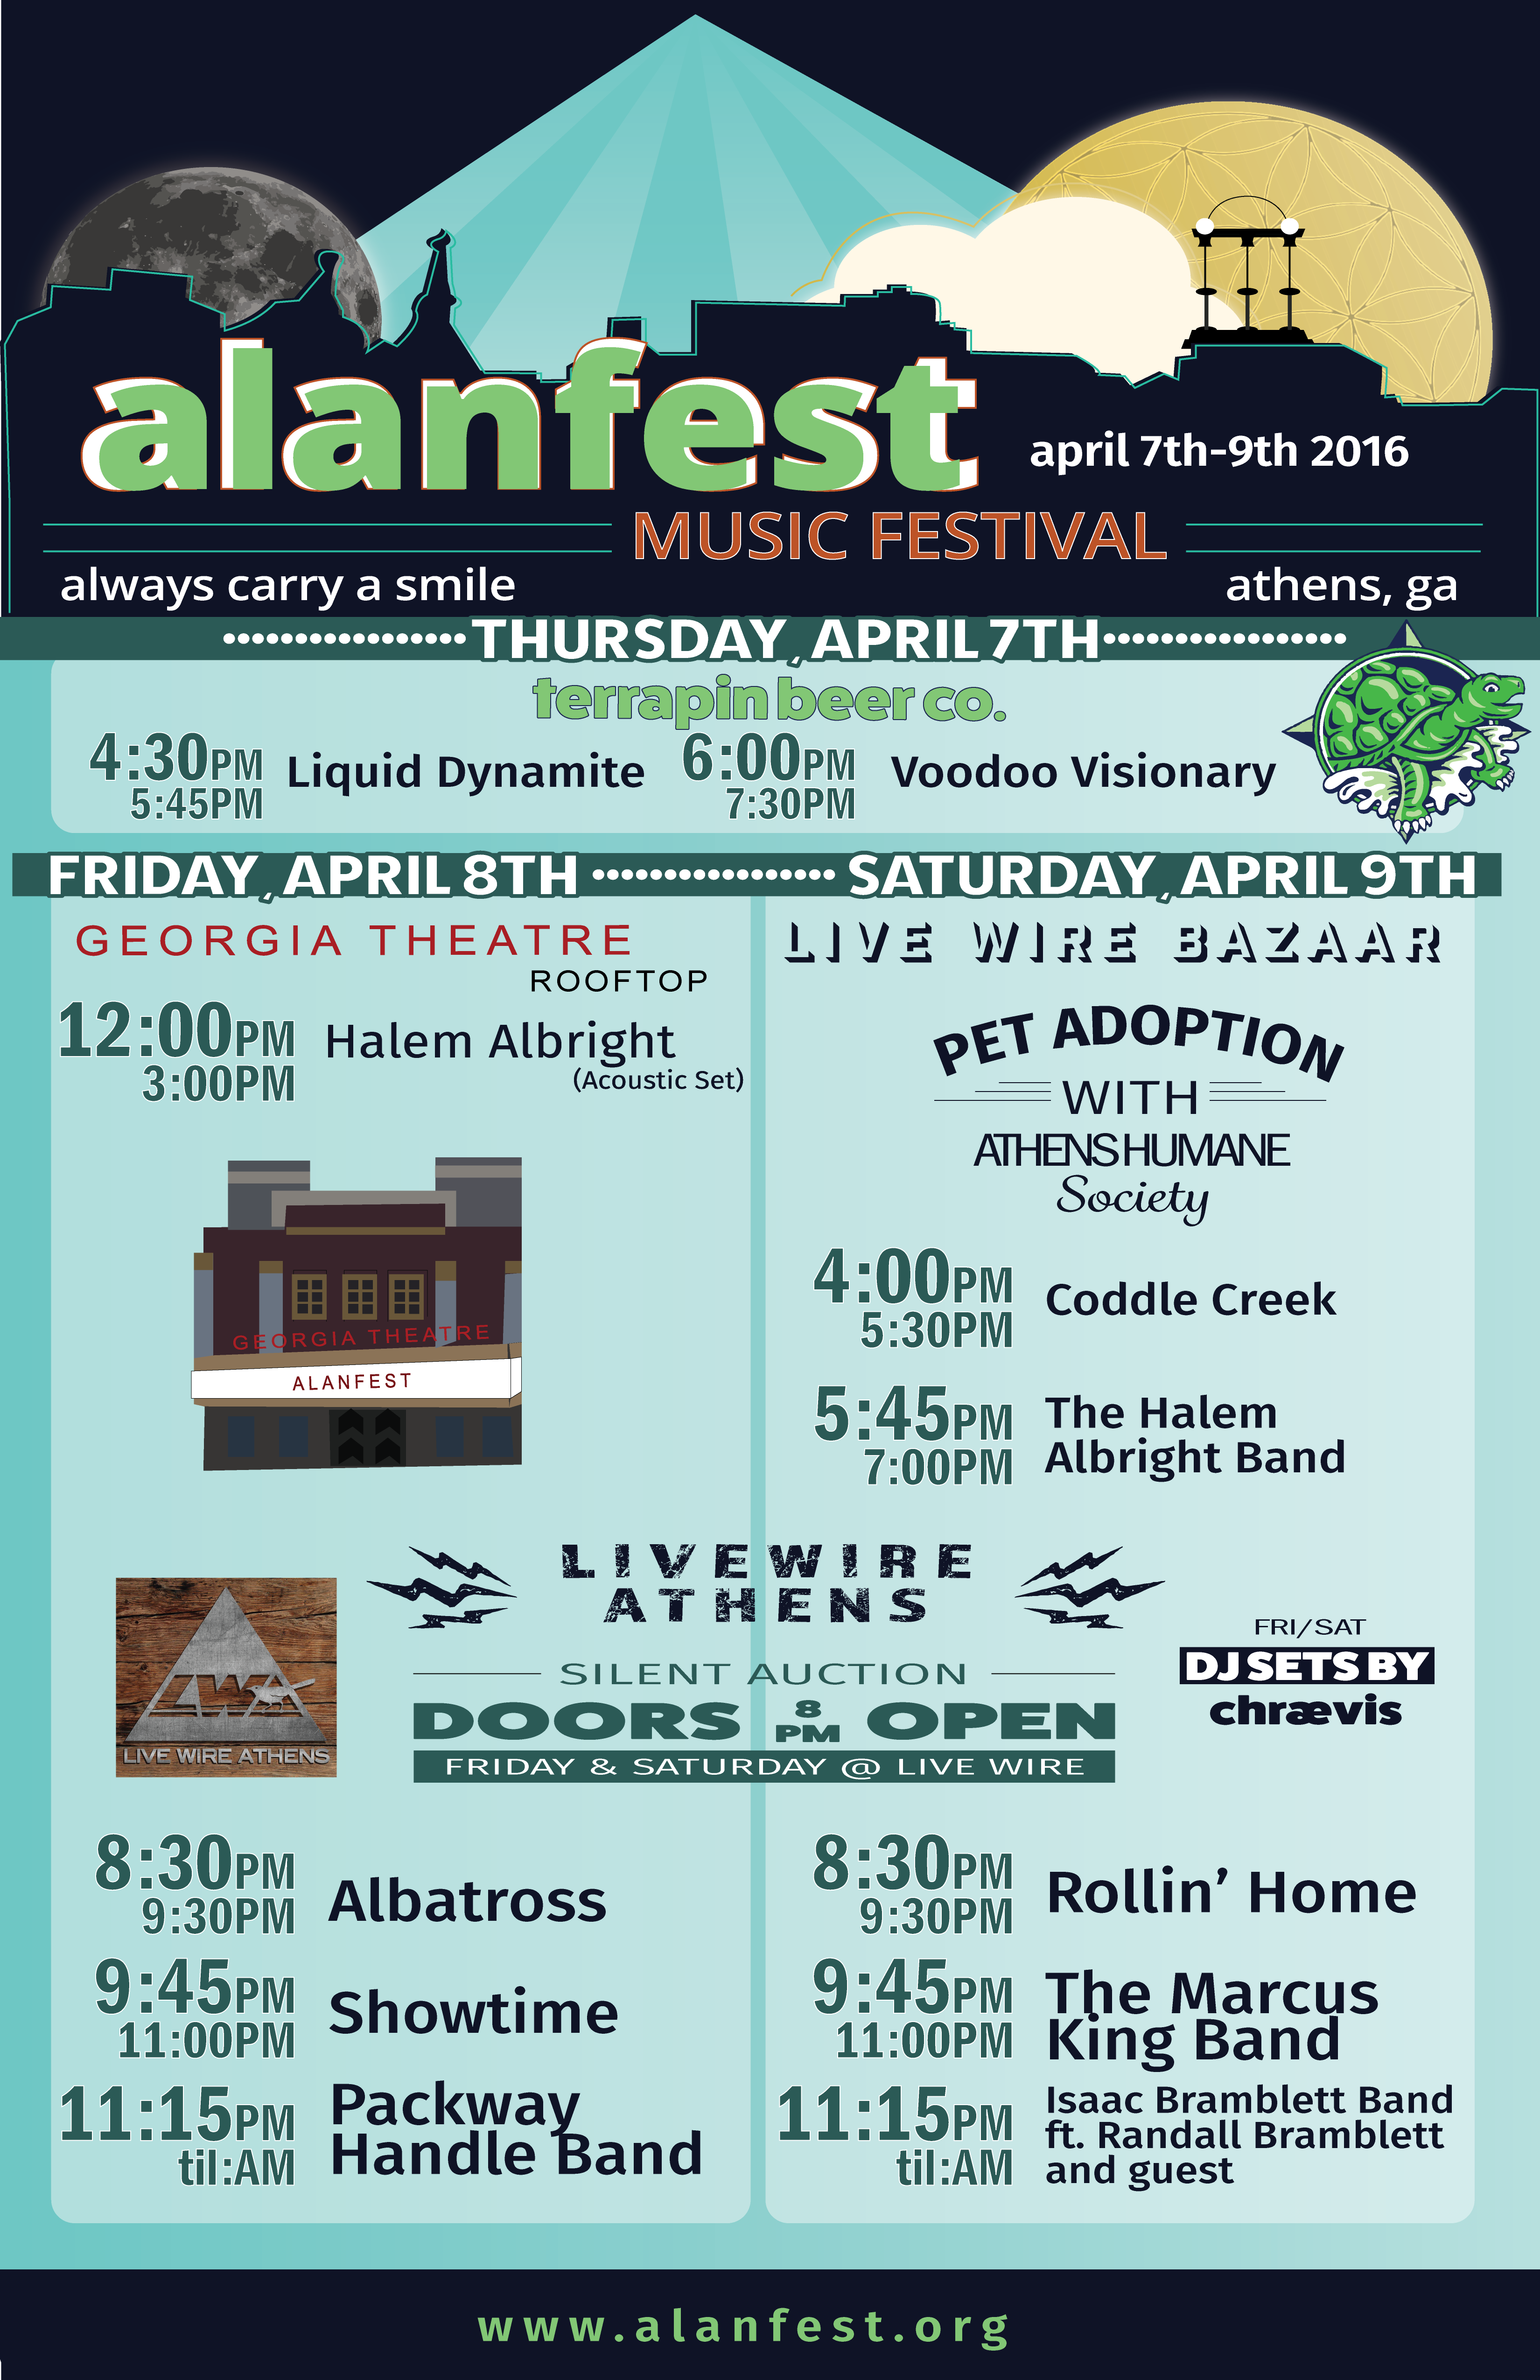 alanfest
april 7th-9th 2016
MUSIC FESTIVAL
always carry a smile
athens, ga
THURSDAY, APRIL 7TH
terrapin beer co.
4:30PM
5:45PM
Liquid Dynamite
6:00PM
7:30PM
Voodoo Visionary
FRIDAY, APRIL 8TH
SATURDAY, APRIL 9TH
GEORGIA THEATRE
ROOFTOP
12:00PM
3:00PM
Halem Albright
(Acoustic Set)
GEORGIA THEATRE
ALANFEST
LIVE WIRE BAZAAR
PET ADOPTION
WITH
ATHENS HUMANE
Society
4:00PM
5:30PM
Coddle Creek
5:45PM
7:00PM
The Halem
Albright Band
LIVEWIRE
ATHENS
LIVE WIRE ATHENS
SILENT AUCTION
DOORS 8 PM OPEN
FRIDAY & SATURDAY @ LIVE WIRE
FRI/SAT
DJ SETS BY
chrævis
8:30PM
9:30PM
Albatross
9:45PM
11:00PM
Showtime
11:15PM
til:AM
Packway
Handle Band
8:30PM
9:30PM
Rollin’ Home
9:45PM
11:00PM
The Marcus
King Band
11:15PM
til:AM
Isaac Bramblett Band
ft. Randall Bramblett
and guest
www.alanfest.org